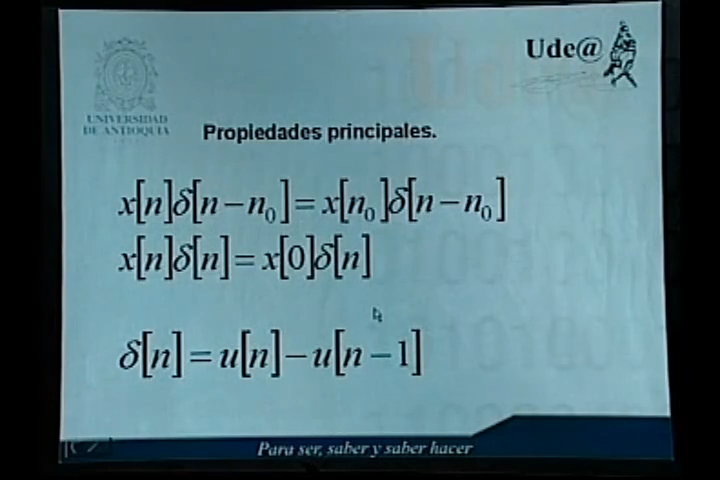 Ude@
UNIVERSIDAD
DE ANTIOQUIA
Propiedades principales.
x[n]δ[n−n₀]=x[n₀]δ[n−n₀]
x[n]δ[n]=x[0]δ[n]
δ[n]=u[n]−u[n−1]
Para ser, saber y saber hacer